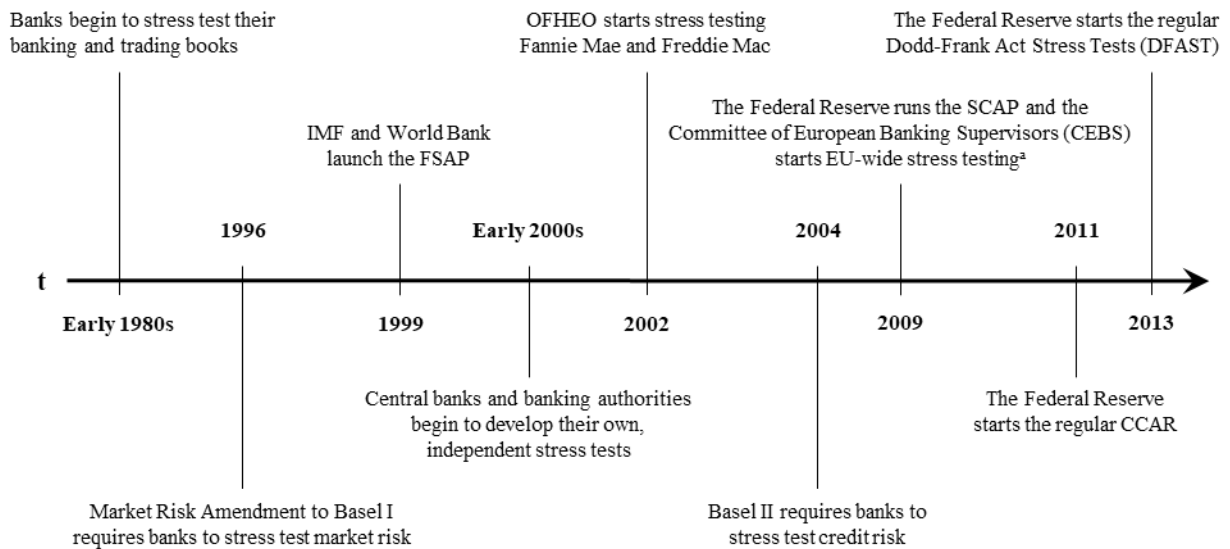 Banks begin to stress test their
banking and trading books
OFHEO starts stress testing
Fannie Mae and Freddie Mac
The Federal Reserve starts the regular
Dodd-Frank Act Stress Tests (DFAST)
IMF and World Bank
launch the FSAP
The Federal Reserve runs the SCAP and the
Committee of European Banking Supervisors (CEBS)
starts EU-wide stress testingᵃ
1996
Early 2000s
2004
2011
t
Early 1980s
1999
2002
2009
2013
Central banks and banking authorities
begin to develop their own,
independent stress tests
The Federal Reserve
starts the regular CCAR
Market Risk Amendment to Basel I
requires banks to stress test market risk
Basel II requires banks to
stress test credit risk